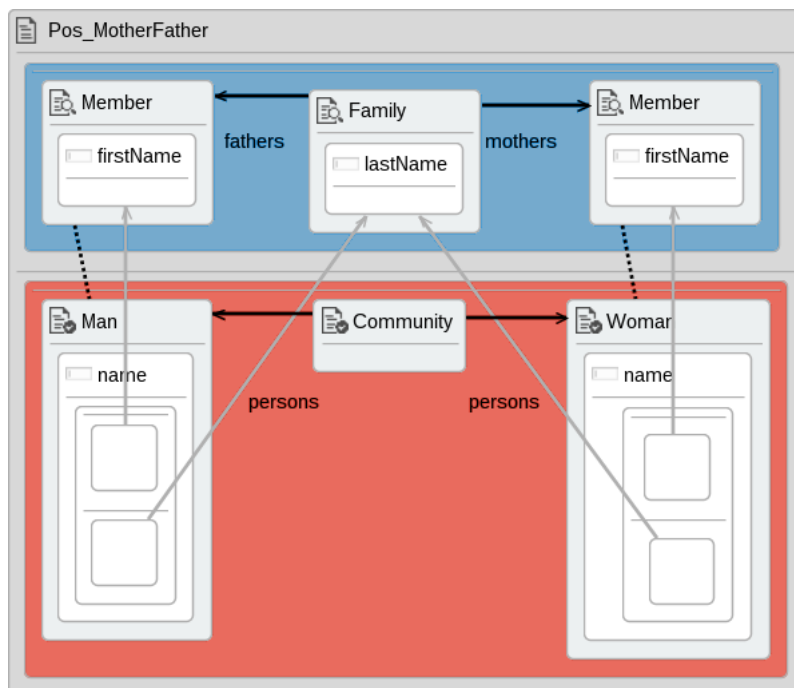 Pos_MotherFather
Member
Family
Member
firstName
fathers
lastName
mothers
firstName
Man
Community
Woman
name
persons
persons
name